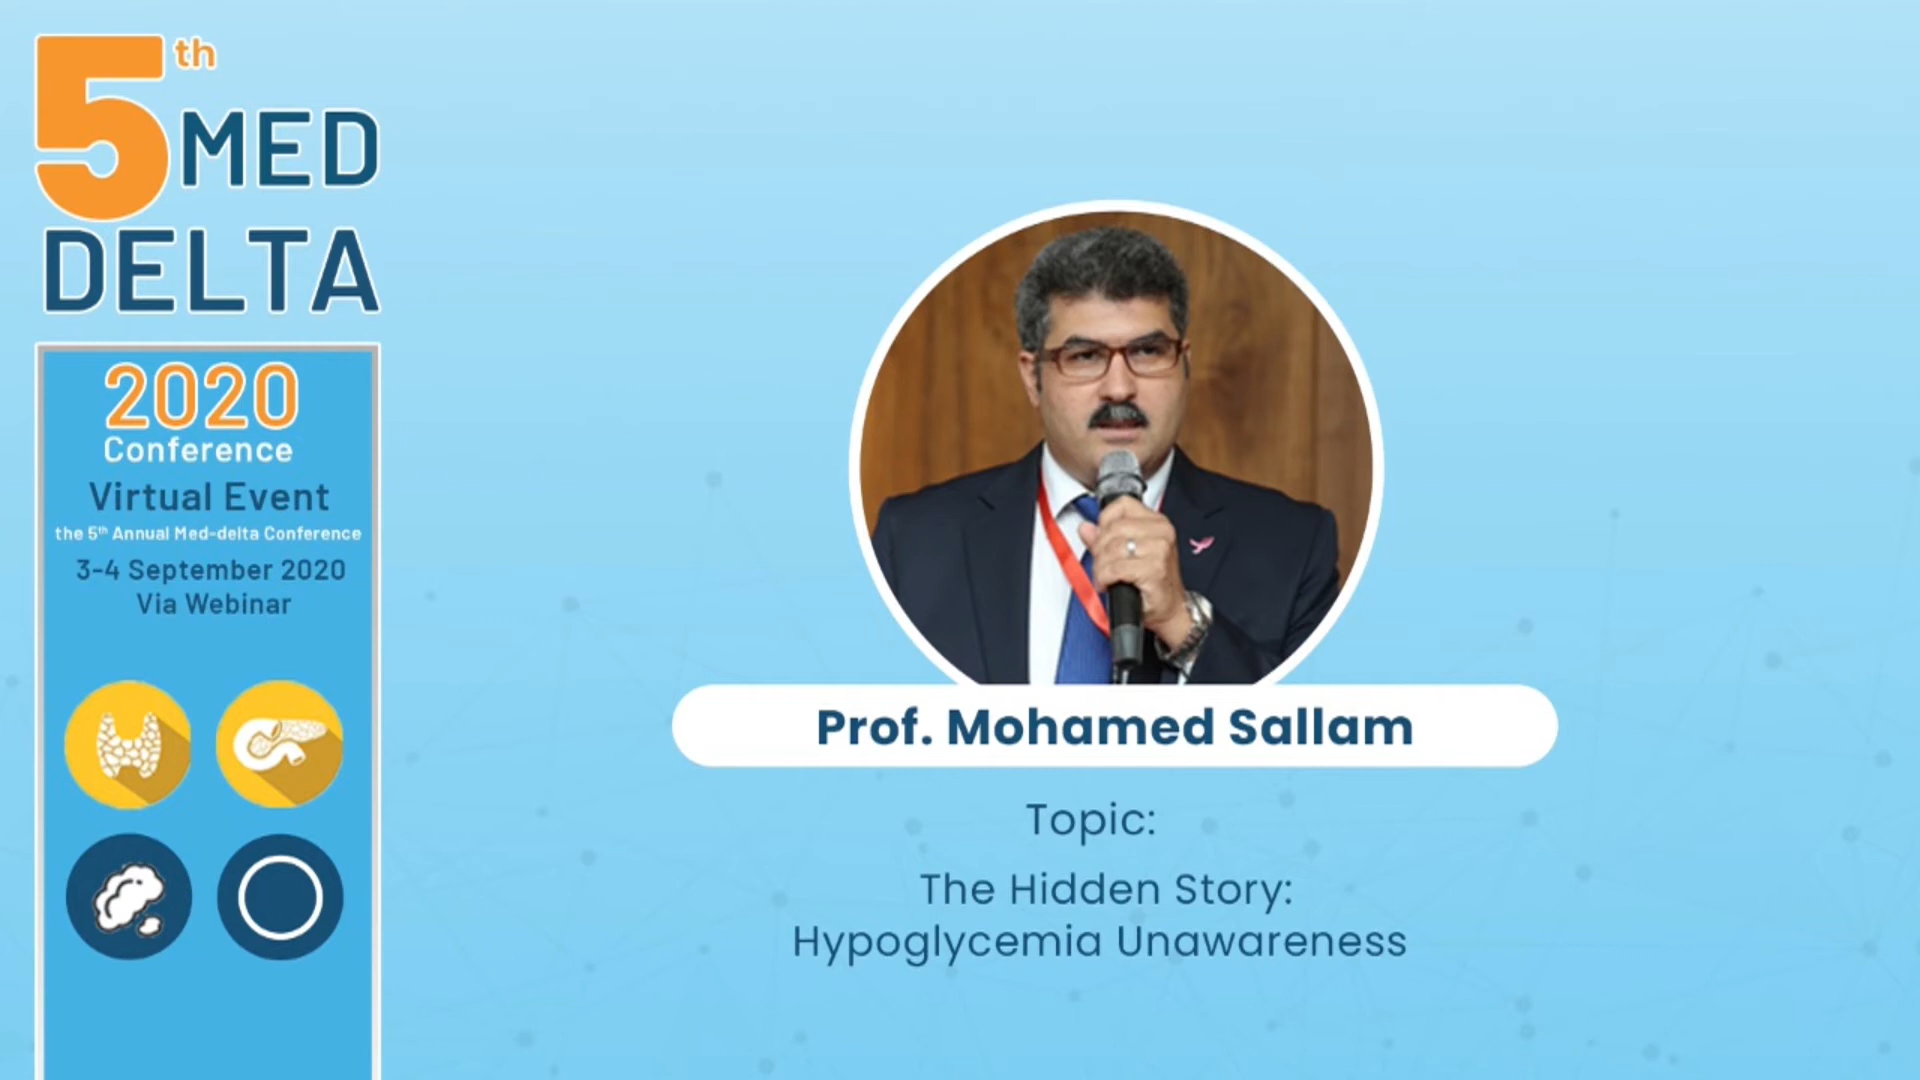 5th
MED
DELTA
2020
Conference
Virtual Event
the 5th Annual Med-delta Conference
3-4 September 2020
Via Webinar
Prof. Mohamed Sallam
Topic:
The Hidden Story:
Hypoglycemia Unawareness